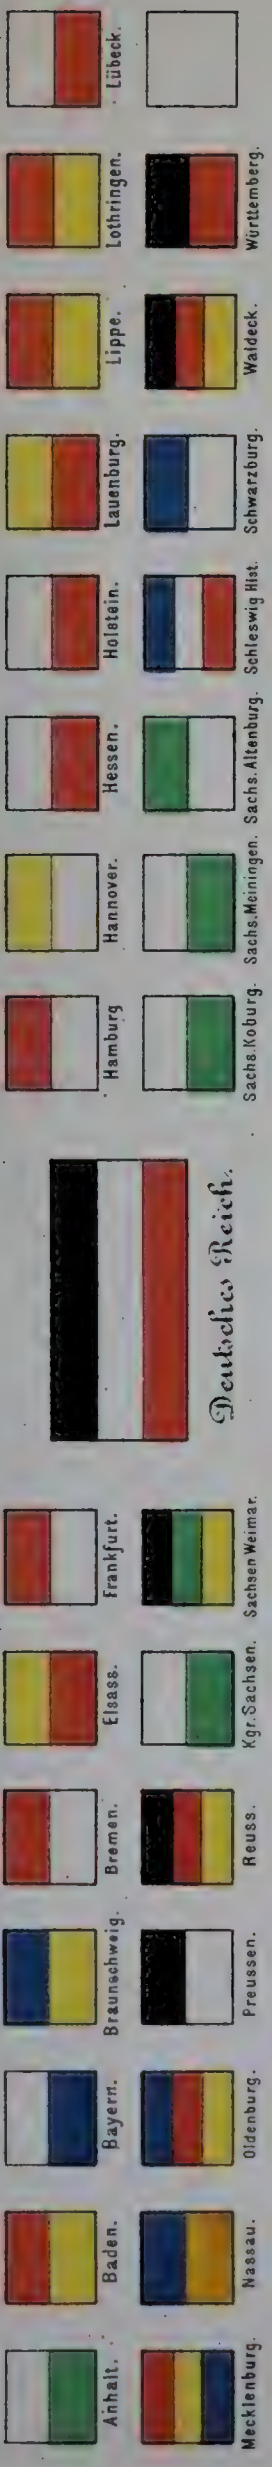 Anhalt.
Baden.
Bayern.
Braunschweig.
Bremen.
Elsass.
Frankfurt.
Deutsches Reich.
Hamburg
Hannover.
Hessen.
Holstein.
Lauenburg.
Lippe.
Lothringen.
Lübeck.
Mecklenburg.
Nassau.
Oldenburg.
Preussen.
Reuss.
Kgr. Sachsen.
Sachsen Weimar.
Sachs. Koburg.
Sachs. Meiningen.
Sachs. Altenburg.
Schleswig Hlst.
Schwarzburg.
Waldeck.
Württemberg.